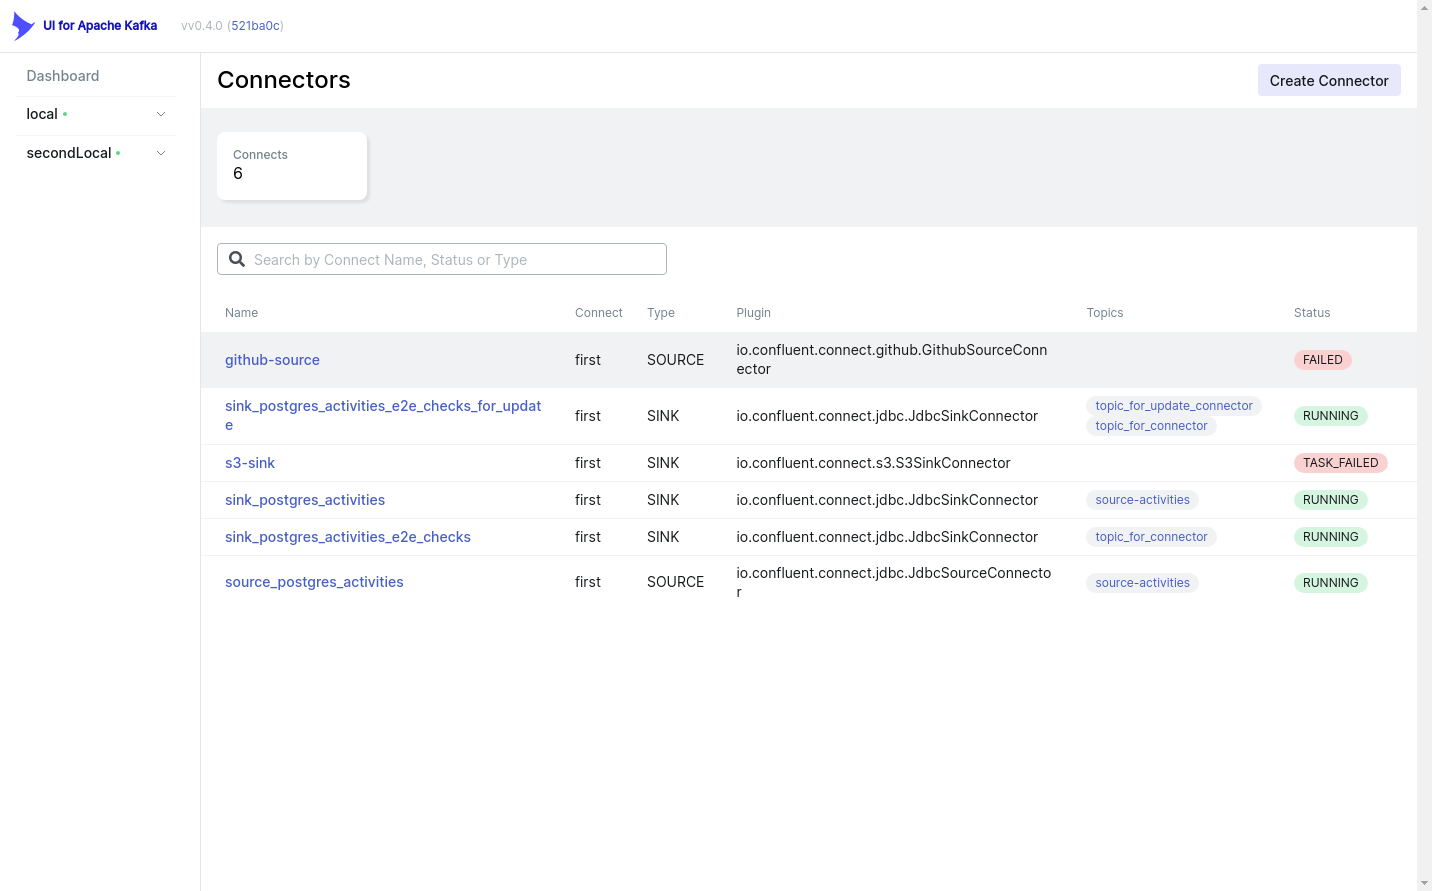 UI for Apache Kafka vv0.4.0 (521ba0c)
Dashboard
local
secondLocal
Connectors
Create Connector
Connects
6
Search by Connect Name, Status or Type
Name Connect Type Plugin Topics Status
github-source first SOURCE io.confluent.connect.github.GithubSourceConn
ector FAILED
sink_postgres_activities_e2e_checks_for_updat
e first SINK io.confluent.connect.jdbc.JdbcSinkConnector topic_for_update_connector
topic_for_connector RUNNING
s3-sink first SINK io.confluent.connect.s3.S3SinkConnector TASK_FAILED
sink_postgres_activities first SINK io.confluent.connect.jdbc.JdbcSinkConnector source-activities RUNNING
sink_postgres_activities_e2e_checks first SINK io.confluent.connect.jdbc.JdbcSinkConnector topic_for_connector RUNNING
source_postgres_activities first SOURCE io.confluent.connect.jdbc.JdbcSourceConnecto
r source-activities RUNNING